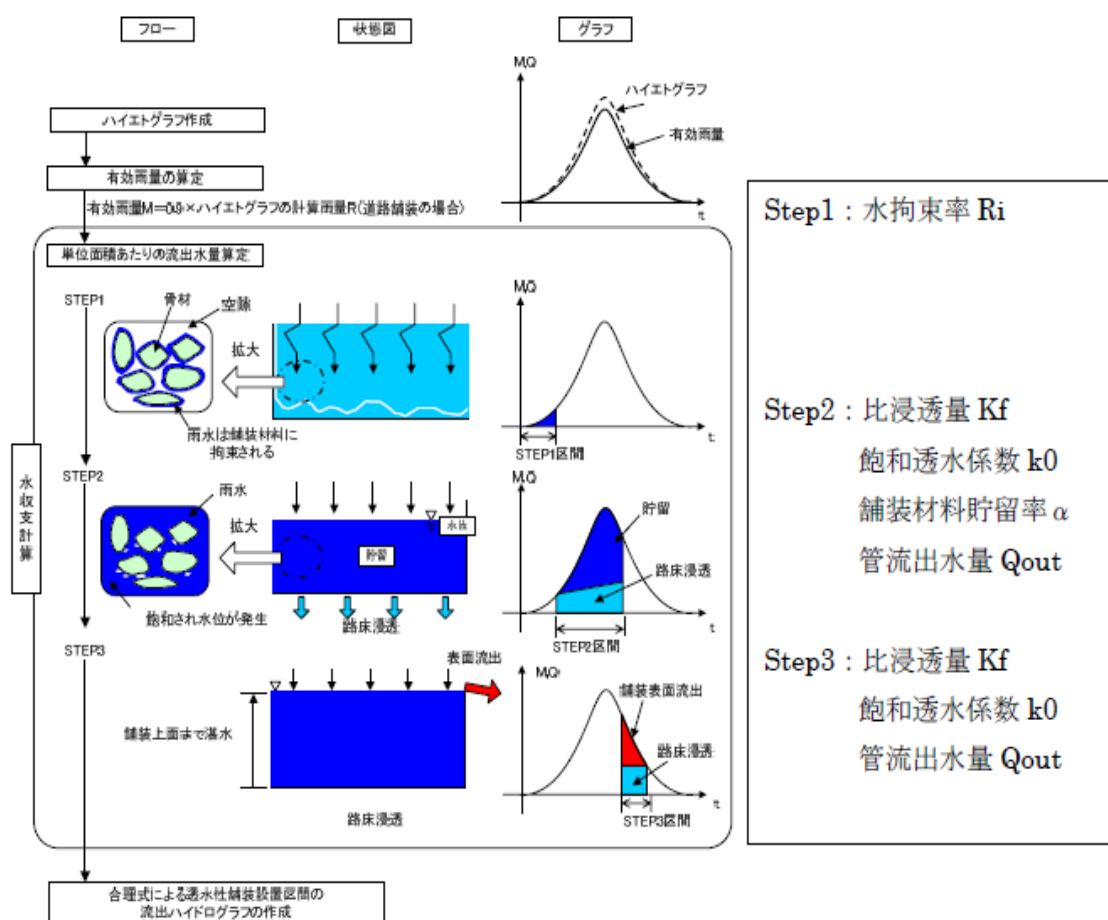 フロー
状態図
グラフ
M,Q
ハイエトグラフ
有効雨量
t
ハイエトグラフ作成
有効雨量の算定
有効雨量M=0.9×ハイエトグラフの計算雨量R(道路舗装の場合)
単位面積あたりの流出水量算定
水収支計算
STEP1
骨材
空隙
拡大
雨水は舗装材料に
拘束される
M,Q
t
STEP1区間
STEP2
雨水
拡大
飽和され水位が発生
貯留
路床浸透
M,Q
貯留
路床浸透
t
STEP2区間
STEP3
表面流出
舗装上面まで湛水
路床浸透
M,Q
舗装表面流出
路床浸透
t
STEP3区間
合理式による透水性舗装設置区間の
流出ハイドログラフの作成
Step1：水拘束率 Ri
Step2：比浸透量 Kf
飽和透水係数 k0
舗装材料貯留率 α
管流出水量 Qout
Step3：比浸透量 Kf
飽和透水係数 k0
管流出水量 Qout